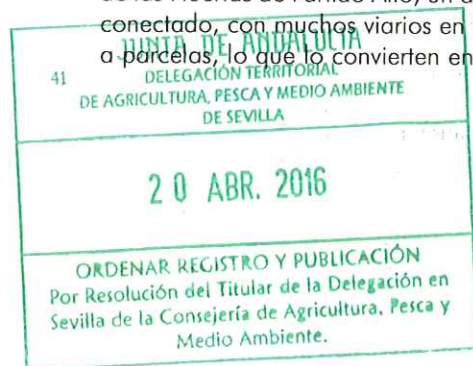 conectado, con muchos viarios en
a parcelas, lo que lo convierten en
JUNTA DE ANDALUCÍA
41
DELEGACIÓN TERRITORIAL
DE AGRICULTURA, PESCA Y MEDIO AMBIENTE
DE SEVILLA
20 ABR. 2016
ORDENAR REGISTRO Y PUBLICACIÓN
Por Resolución del Titular de la Delegación en
Sevilla de la Consejería de Agricultura, Pesca y
Medio Ambiente.